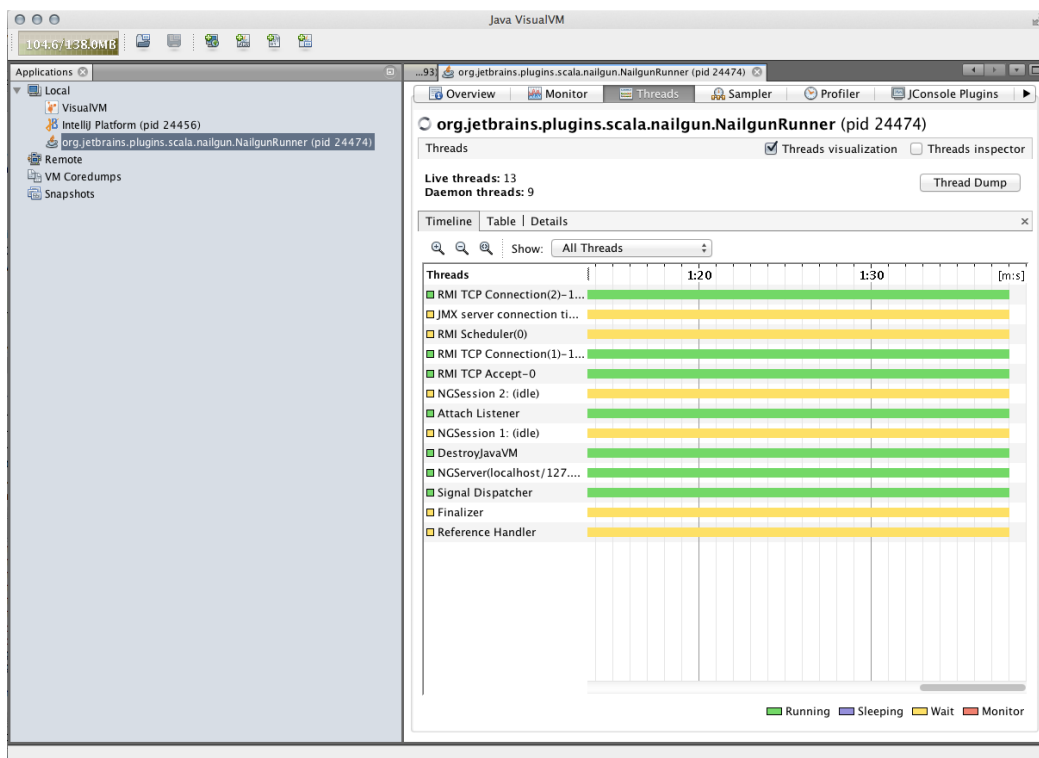 Java VisualVM
104.6/138.0MB
Applications
Local
VisualVM
IntelliJ Platform (pid 24456)
org.jetbrains.plugins.scala.nailgun.NailgunRunner (pid 24474)
Remote
VM Coredumps
Snapshots
...93) org.jetbrains.plugins.scala.nailgun.NailgunRunner (pid 24474)
Overview Monitor Threads Sampler Profiler JConsole Plugins
org.jetbrains.plugins.scala.nailgun.NailgunRunner (pid 24474)
Threads Threads visualization Threads inspector
Live threads: 13
Daemon threads: 9
Thread Dump
Timeline Table Details
Show: All Threads
Threads 1:20 1:30 [m:s]
RMI TCP Connection(2)-1...
JMX server connection ti...
RMI Scheduler(0)
RMI TCP Connection(1)-1...
RMI TCP Accept-0
NGSession 2: (idle)
Attach Listener
NGSession 1: (idle)
DestroyJavaVM
NGServer(localhost/127....
Signal Dispatcher
Finalizer
Reference Handler
Running Sleeping Wait Monitor